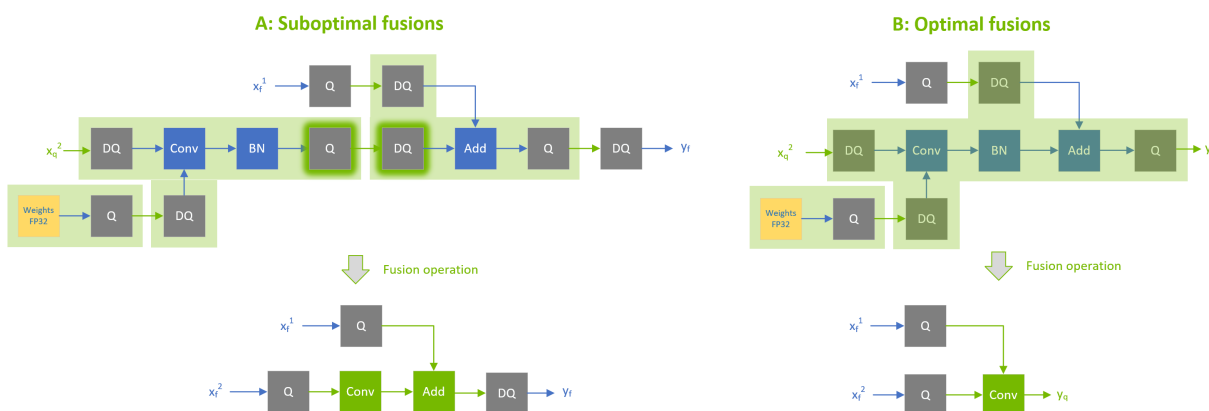 A: Suboptimal fusions
x_f^1 Q DQ
x_q^2 DQ Conv BN Q DQ Add Q DQ y_f
Weights
FP32
Q DQ
Fusion operation
x_f^1 Q
x_f^2 Q Conv Add DQ y_f
B: Optimal fusions
x_f^1 Q DQ
x_q^2 DQ Conv BN Add Q y
Weights
FP32
Q DQ
Fusion operation
x_f^1 Q
x_f^2 Q Conv y_q